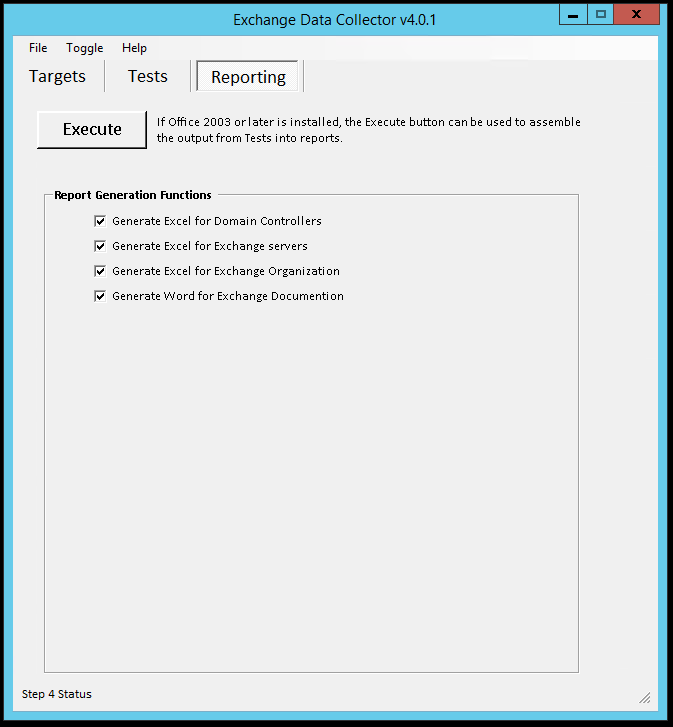 Exchange Data Collector v4.0.1
File Toggle Help
Targets Tests Reporting
Execute
If Office 2003 or later is installed, the Execute button can be used to assemble
the output from Tests into reports.
Report Generation Functions
Generate Excel for Domain Controllers
Generate Excel for Exchange servers
Generate Excel for Exchange Organization
Generate Word for Exchange Documention
Step 4 Status